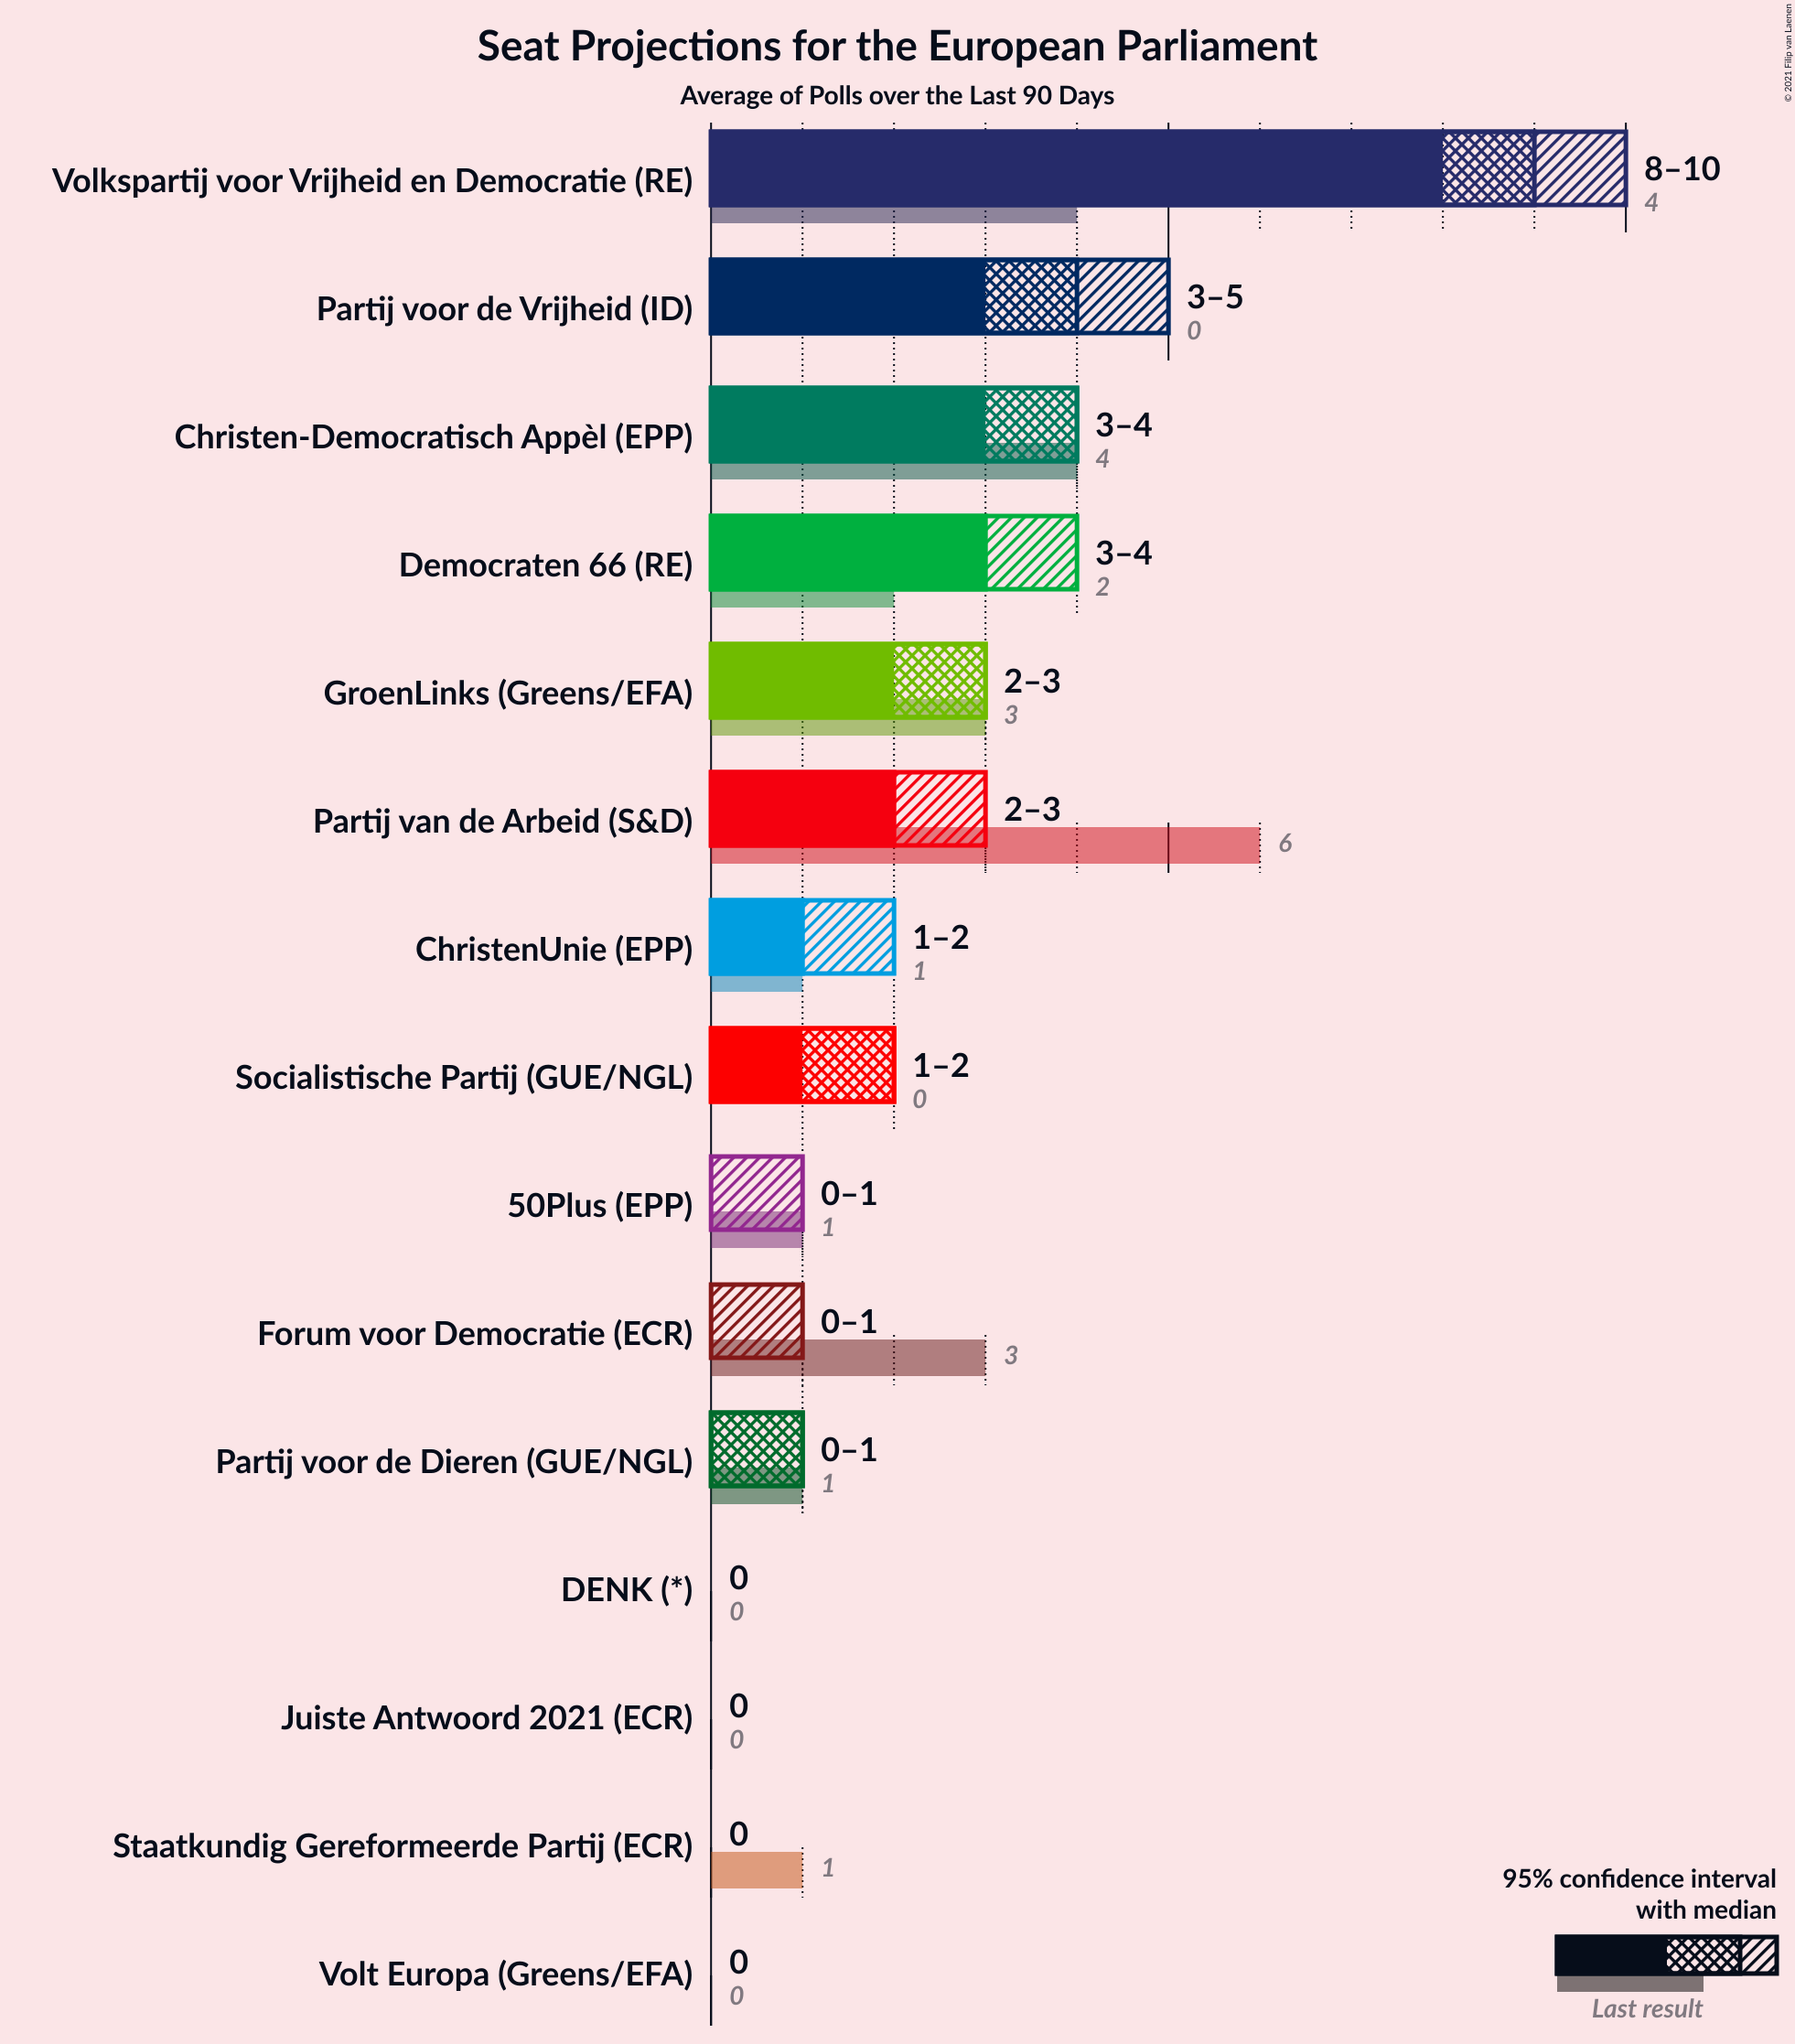 Seat Projections for the European Parliament
Average of Polls over the Last 90 Days
© 2021 Filip van Laenen
Volkspartij voor Vrijheid en Democratie (RE)
8–10
4
Partij voor de Vrijheid (ID)
3–5
0
Christen-Democratisch Appèl (EPP)
3–4
4
Democraten 66 (RE)
3–4
2
GroenLinks (Greens/EFA)
2–3
3
Partij van de Arbeid (S&D)
2–3
6
ChristenUnie (EPP)
1–2
1
Socialistische Partij (GUE/NGL)
1–2
0
50Plus (EPP)
0–1
1
Forum voor Democratie (ECR)
0–1
3
Partij voor de Dieren (GUE/NGL)
0–1
1
DENK (*)
0
0
Juiste Antwoord 2021 (ECR)
0
0
Staatkundig Gereformeerde Partij (ECR)
0
1
Volt Europa (Greens/EFA)
0
0
95% confidence interval
with median
Last result